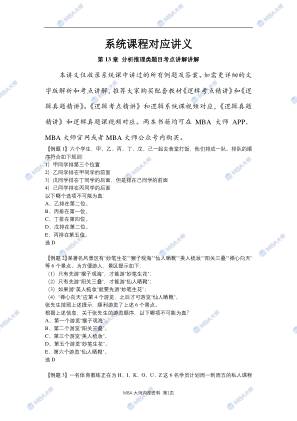 系统课程对应讲义
第 13 章 分析推理类题目考点讲解讲解
本讲义仅收录系统课中讲过的所有例题及答案。如需更详细的文
字版解析和考点讲解，推荐大家购买配套教材《逻辑考点精讲》和《逻
辑真题精讲》。《逻辑考点精讲》和逻辑系统课视频对应，《逻辑真题
精讲》和逻辑真题课视频对应。两本书籍均可在 MBA 大师 APP、
MBA 大师官网或者 MBA 大师公众号内购买。
【例题 1】六个学生，甲、乙、丙、丁、戊、己一起去食堂打饭，他们排成一队，排队的顺
序符合如下规则
1）甲同学排第三个位置
2）乙同学排在甲同学的前面
3）戊同学排在丁同学的后面，但是排在己同学的前面
4）己同学排在丙同学的后面
以下哪个选项不可能为真
A、乙排在第二位。
B、丙排在第一位。
C、丁排在第四位。
D、戊排在第二位。
E、丙排在第五位。
选 D
【例题 2】某著名风景区有“妙笔生花”“猴子观海”“仙人晒靴”“美人梳妆”“阳关三叠”“禅心向天”
等 6 个景点，为方便游人，景区提示如下：
（1）只有先游“猴子观海”，才能游“妙笔生花”；
（2）只有先游“阳关三叠”，才能游“仙人晒靴”；
（3）如果游“美人梳妆”就要先游“妙笔生花”；
（4）“禅心向天”应第 4 个游览，之后才可游览“仙人晒靴”。
张先生按照上述提示，顺利游览了上述 6 个景点。
根据上述信息，关于张先生的游览顺序，以下哪项不可能为真？
A、第一个游览“猴子观海”。
B、第二个游览“阳关三叠”。
C、第三个游览“美人梳妆”。
D、第五个游览“妙笔生花”。
E、第六个游览“仙人晒靴”。
选 D
【例题 3】一名体育教练正在为 H、I、K、O、U、Z 这 6 名学员计划周一到周五的私人课程
MBA 大师内部资料 第1页